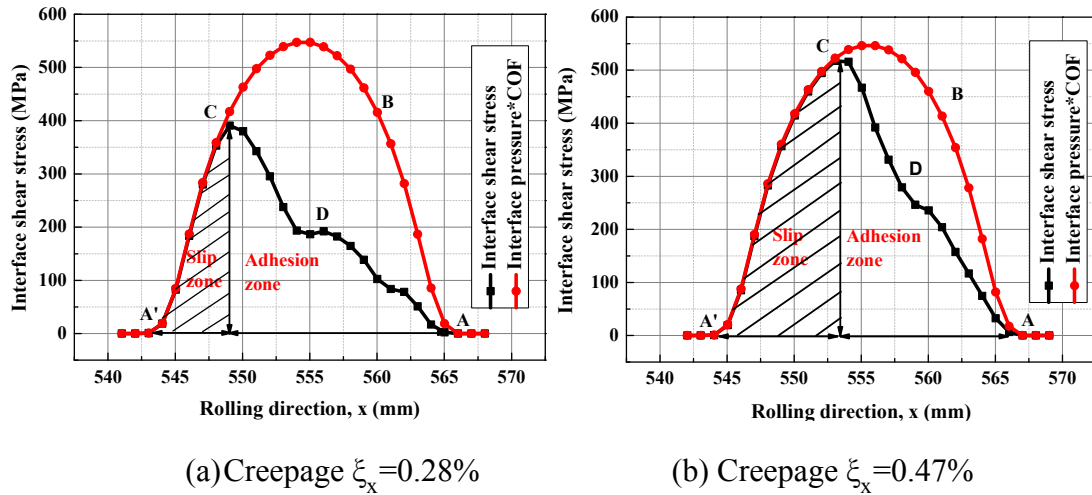 600
500
400
300
200
100
0
Interface shear stress (MPa)
C
B
D
A'
A
Slip
zone
Adhesion
zone
Interface shear stress
Interface pressure*COF
540 545 550 555 560 565 570
Rolling direction, x (mm)
(a) Creepage ξx=0.28%
600
500
400
300
200
100
0
Interface shear stress (MPa)
C
B
D
A'
A
Slip
zone
Adhesion
zone
Interface shear stress
Interface pressure*COF
540 545 550 555 560 565 570
Rolling direction, x (mm)
(b) Creepage ξx=0.47%